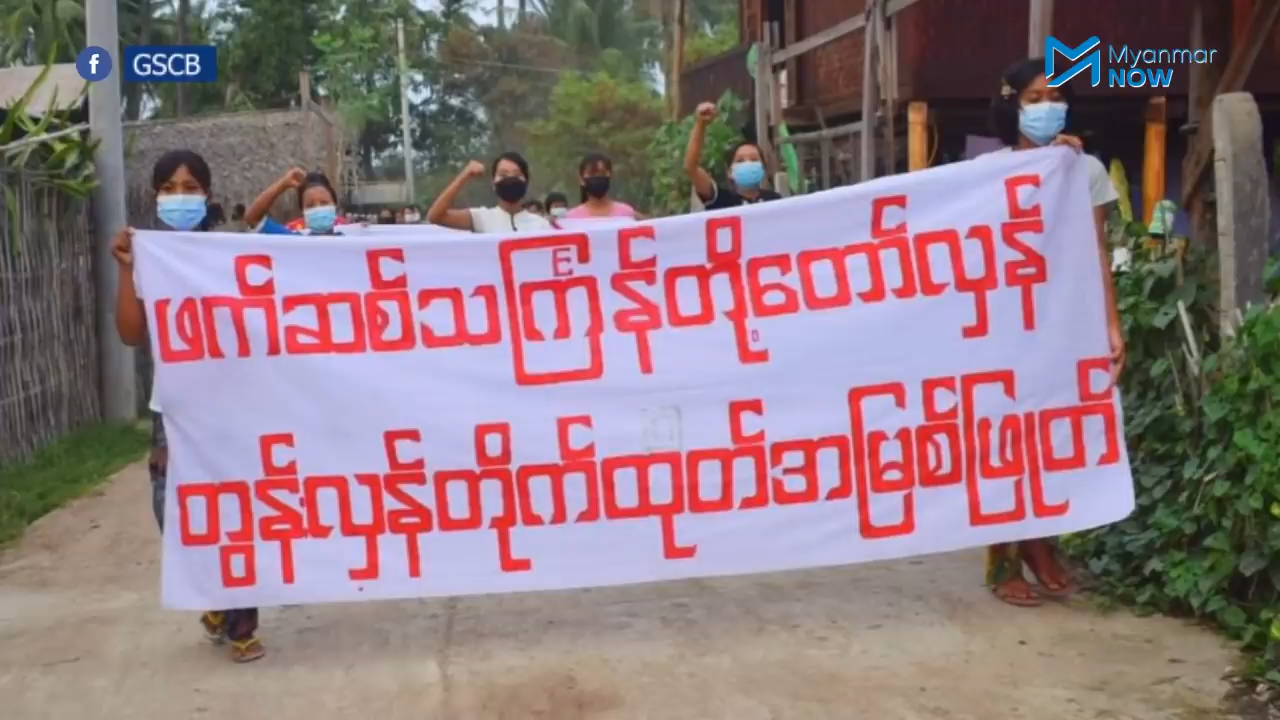 f GSCB
Myanmar
NOW
ဖက်ဆစ်သင်္ကြန်တို့တော်လှန်
တွန်းလှန်တိုက်ထုတ်အမြစ်ဖြုတ်